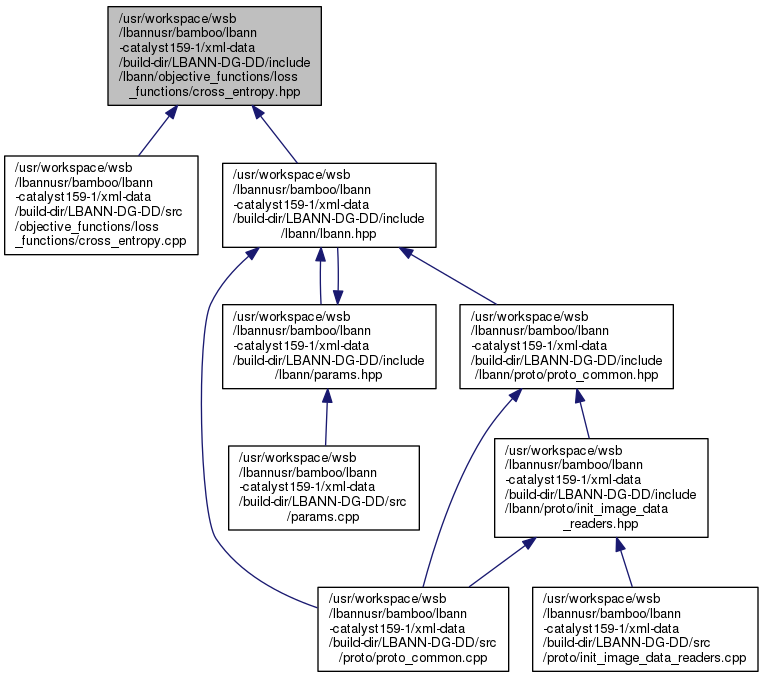 /usr/workspace/wsb
/lbannusr/bamboo/lbann
-catalyst159-1/xml-data
/build-dir/LBANN-DG-DD/include
/lbann/objective_functions/loss
_functions/cross_entropy.hpp
/usr/workspace/wsb
/lbannusr/bamboo/lbann
-catalyst159-1/xml-data
/build-dir/LBANN-DG-DD/src
/objective_functions/loss
_functions/cross_entropy.cpp
/usr/workspace/wsb
/lbannusr/bamboo/lbann
-catalyst159-1/xml-data
/build-dir/LBANN-DG-DD/include
/lbann/lbann.hpp
/usr/workspace/wsb
/lbannusr/bamboo/lbann
-catalyst159-1/xml-data
/build-dir/LBANN-DG-DD/include
/lbann/params.hpp
/usr/workspace/wsb
/lbannusr/bamboo/lbann
-catalyst159-1/xml-data
/build-dir/LBANN-DG-DD/include
/lbann/proto/proto_common.hpp
/usr/workspace/wsb
/lbannusr/bamboo/lbann
-catalyst159-1/xml-data
/build-dir/LBANN-DG-DD/src
/params.cpp
/usr/workspace/wsb
/lbannusr/bamboo/lbann
-catalyst159-1/xml-data
/build-dir/LBANN-DG-DD/include
/lbann/proto/init_image_data
_readers.hpp
/usr/workspace/wsb
/lbannusr/bamboo/lbann
-catalyst159-1/xml-data
/build-dir/LBANN-DG-DD/src
/proto/proto_common.cpp
/usr/workspace/wsb
/lbannusr/bamboo/lbann
-catalyst159-1/xml-data
/build-dir/LBANN-DG-DD/src
/proto/init_image_data_readers.cpp